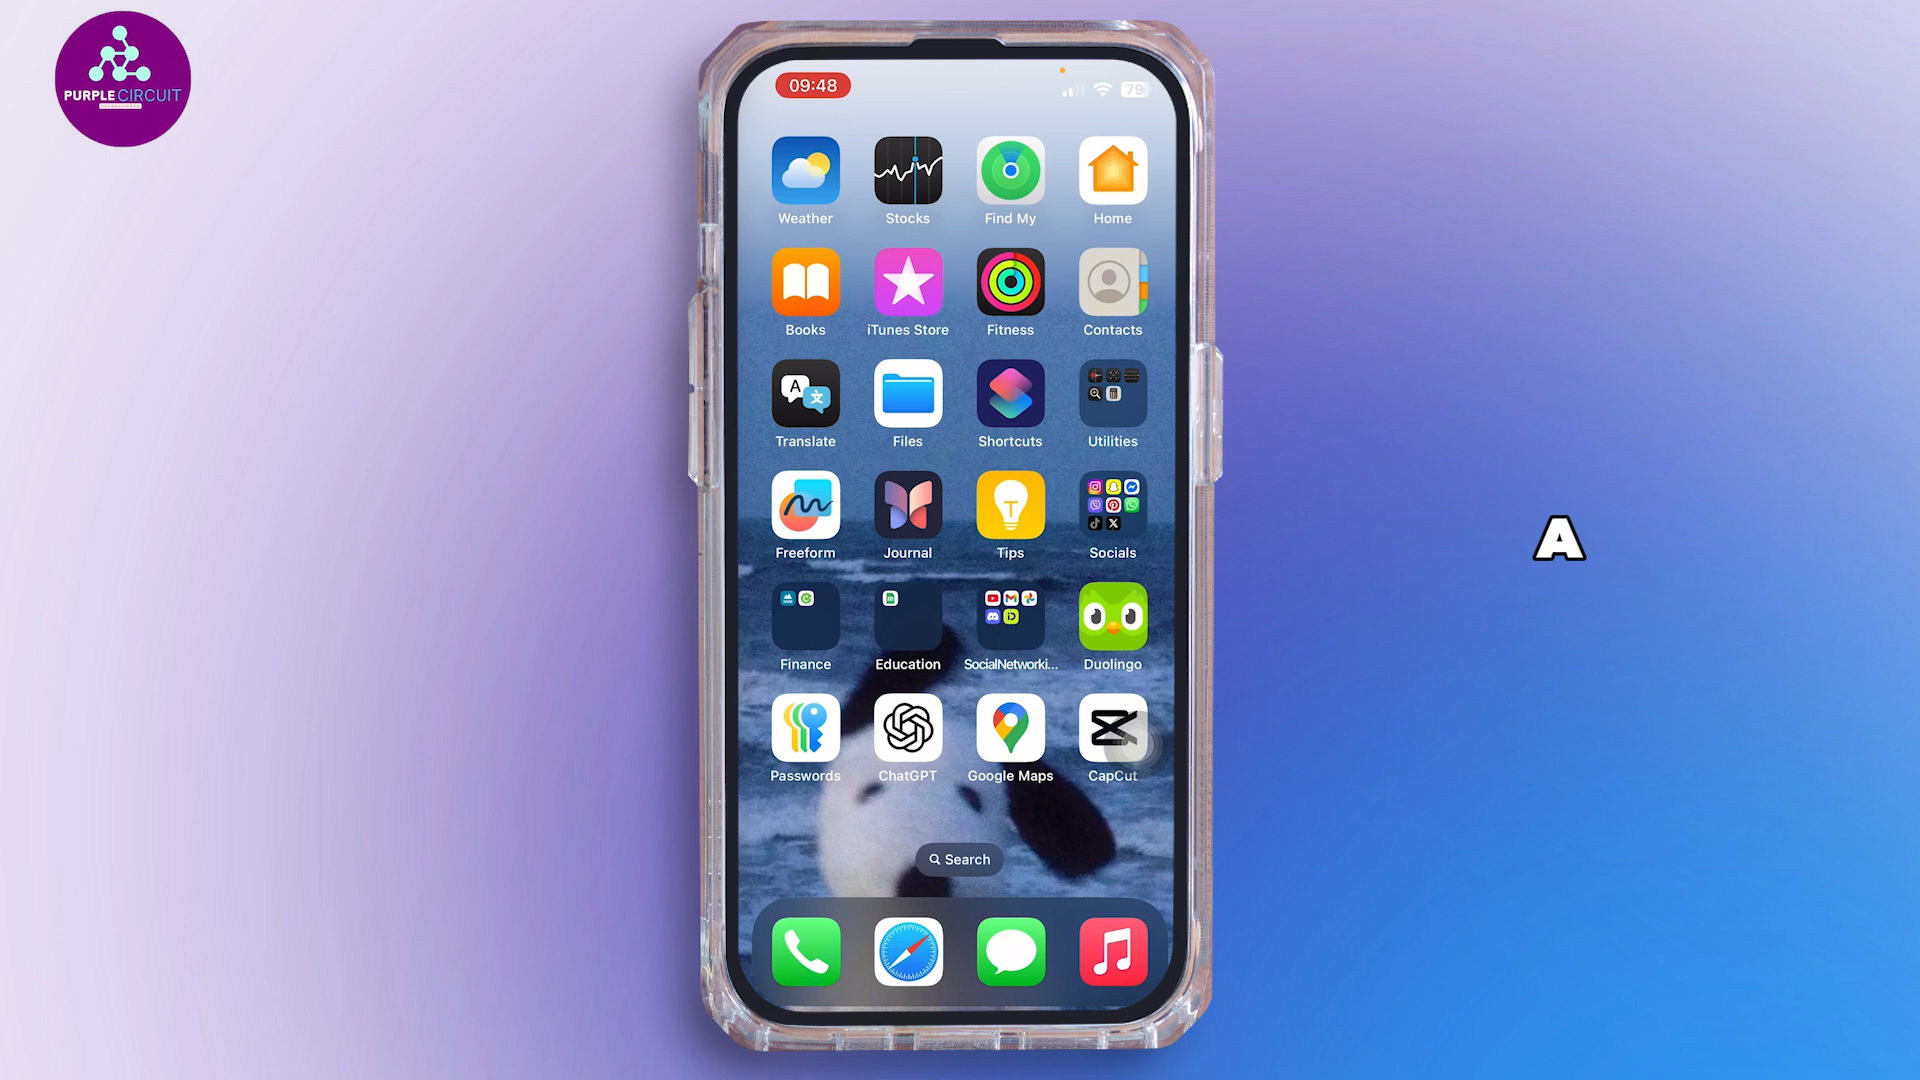 PURPLE CIRCUIT
09:48
79
Weather Stocks Find My Home
Books iTunes Store Fitness Contacts
Translate Files Shortcuts Utilities
Freeform Journal Tips Socials
Finance Education SocialNetworki... Duolingo
Passwords ChatGPT Google Maps CapCut
Search
A